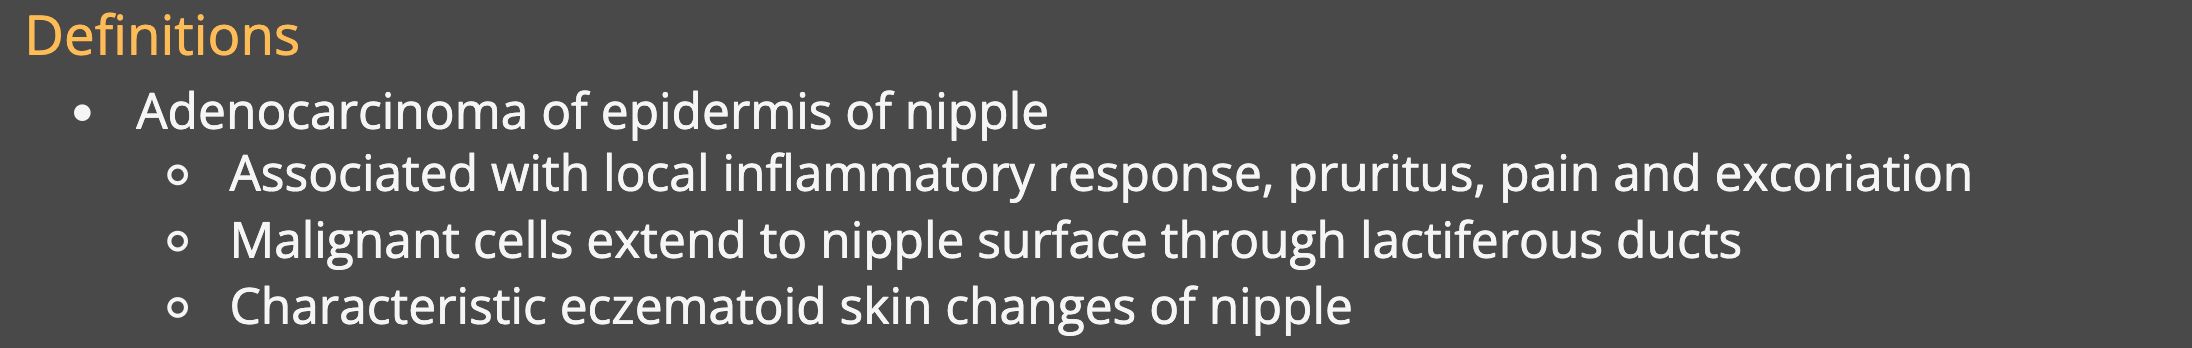 Definitions
• Adenocarcinoma of epidermis of nipple
◦ Associated with local inflammatory response, pruritus, pain and excoriation
◦ Malignant cells extend to nipple surface through lactiferous ducts
◦ Characteristic eczematoid skin changes of nipple